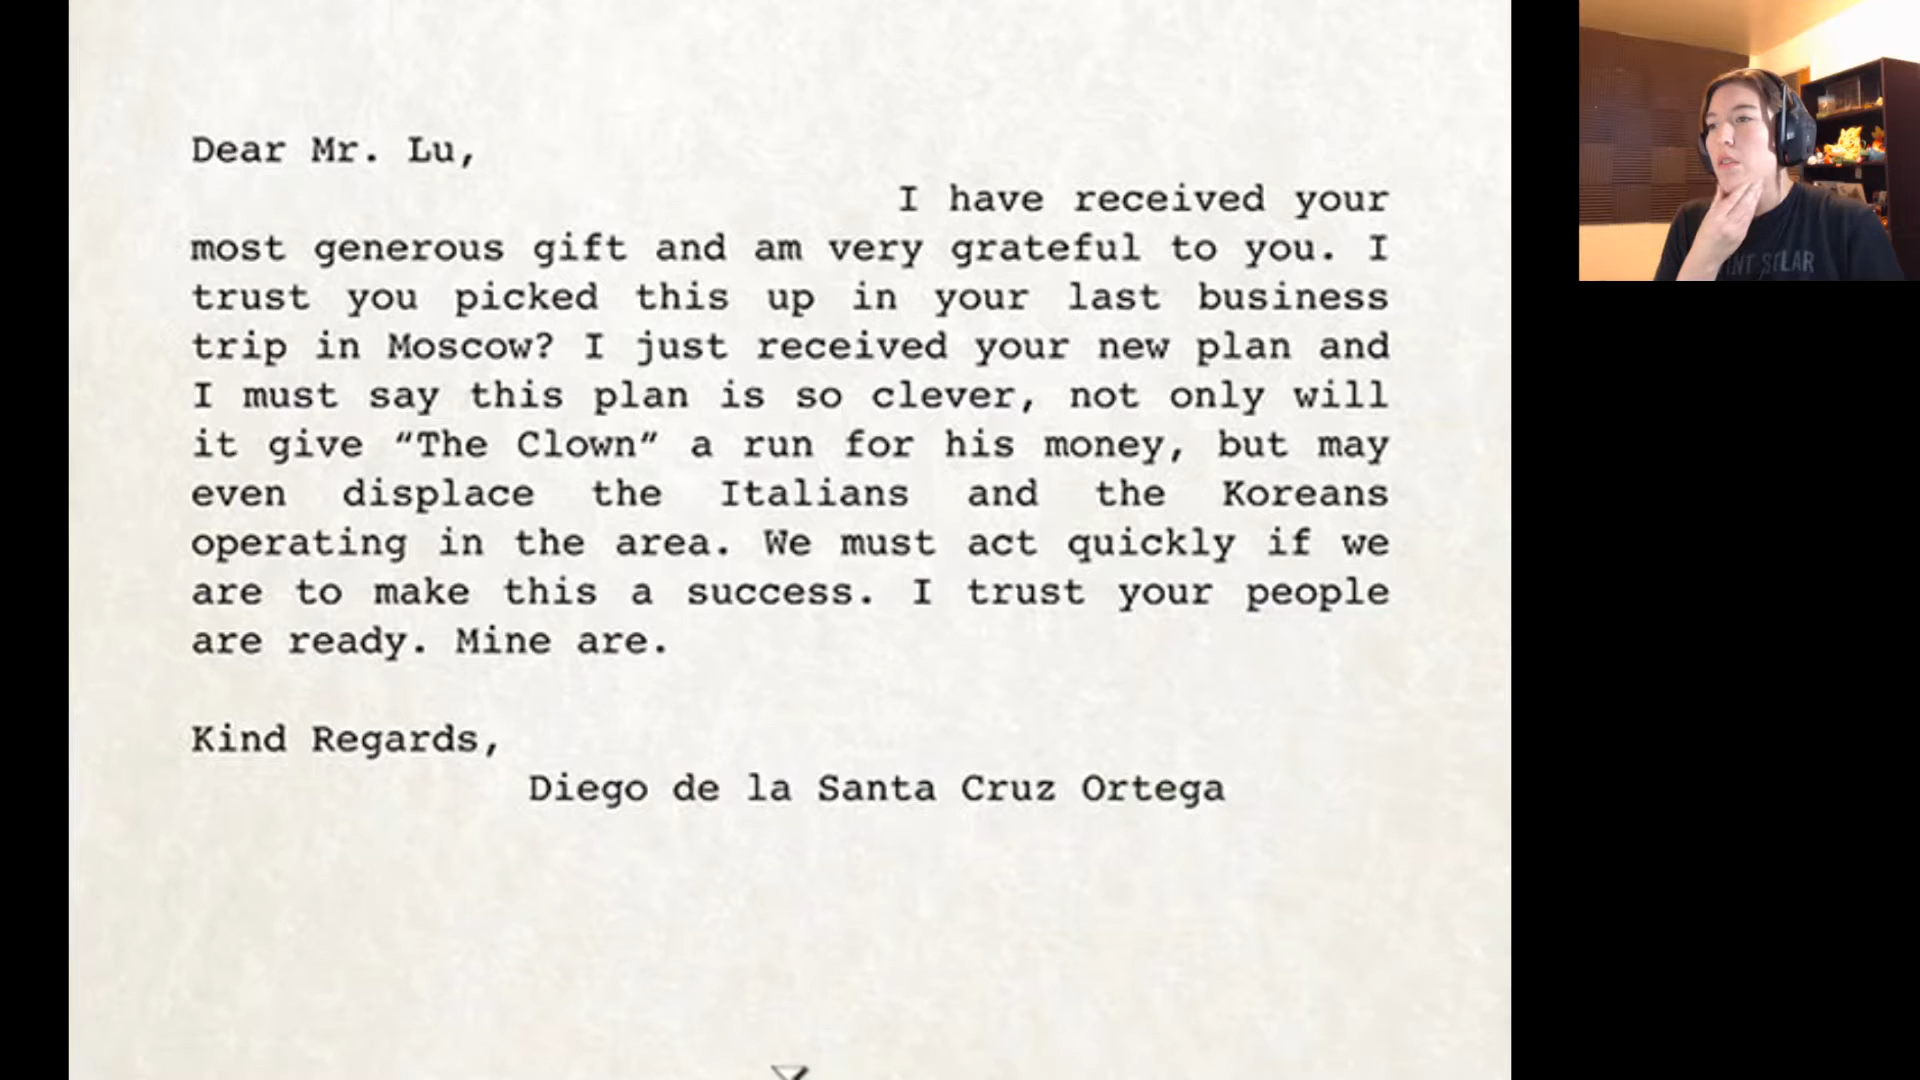 Dear Mr. Lu,
I have received your
most generous gift and am very grateful to you. I
trust you picked this up in your last business
trip in Moscow? I just received your new plan and
I must say this plan is so clever, not only will
it give “The Clown” a run for his money, but may
even displace the Italians and the Koreans
operating in the area. We must act quickly if we
are to make this a success. I trust your people
are ready. Mine are.
Kind Regards,
Diego de la Santa Cruz Ortega